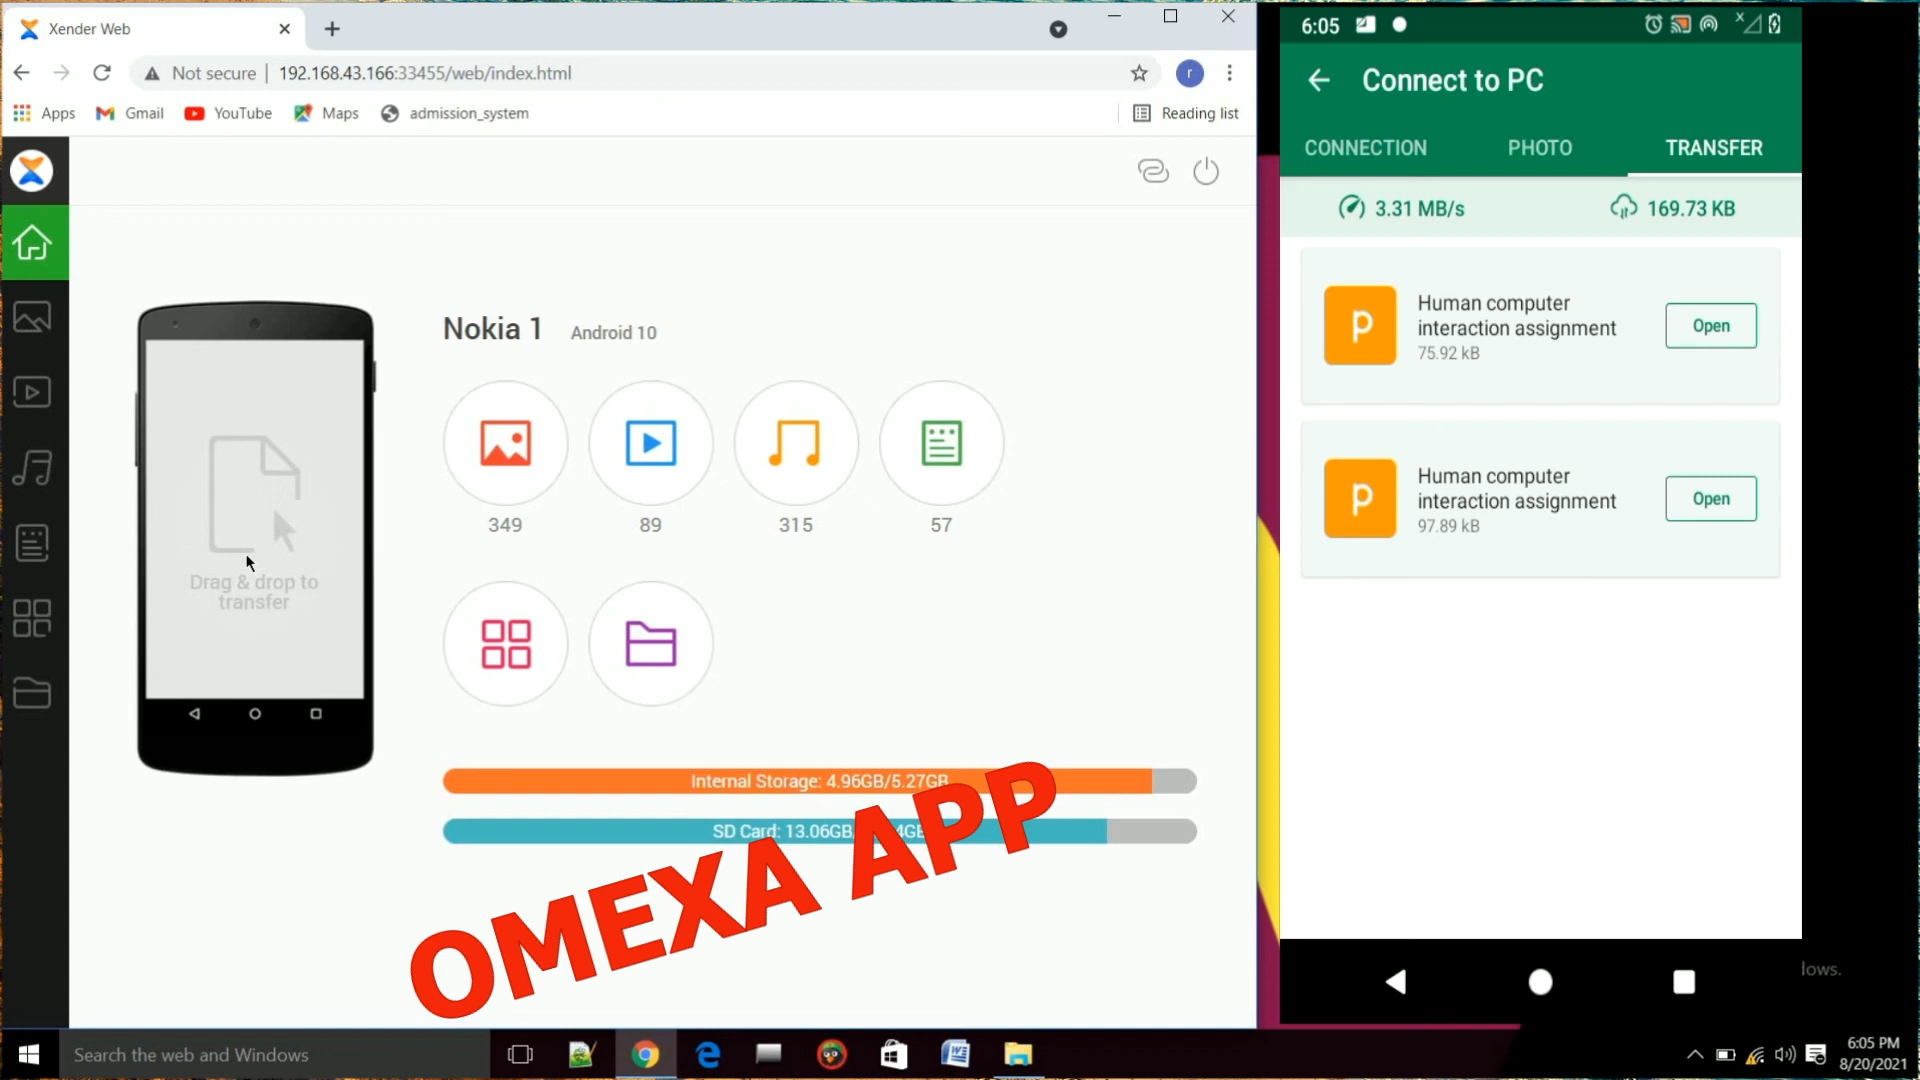 Xender Web
Not secure
192.168.43.166:33455/web/index.html
r
Apps
Gmail
YouTube
Maps
admission_system
Reading list
Nokia 1
Android 10
349
89
315
57
Drag & drop to
transfer
Internal Storage: 4.96GB/5.27GB
SD Card: 13.06GB
4GB
OMEXA APP
Search the web and Windows
6:05
Connect to PC
CONNECTION
PHOTO
TRANSFER
3.31 MB/s
169.73 KB
Human computer
interaction assignment
75.92 kB
Open
Human computer
interaction assignment
97.89 kB
Open
dows.
6:05 PM
8/20/2021